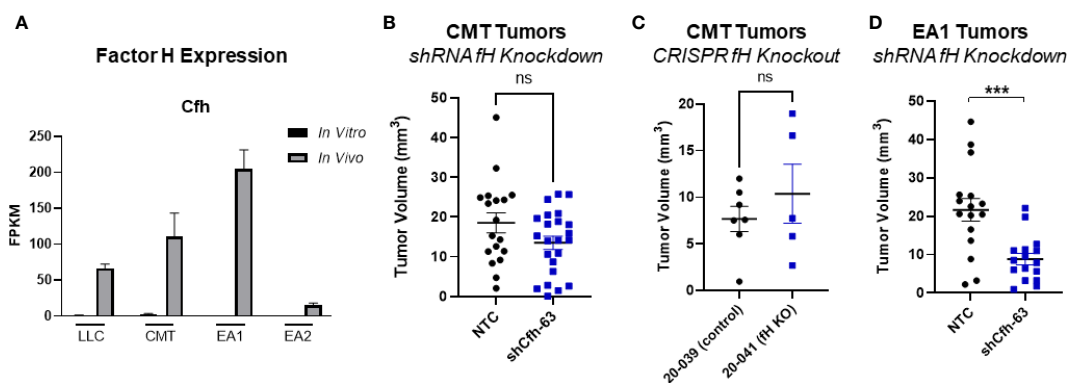 A
Factor H Expression
Cfh
FPKM
250
200
150
100
50
0
In Vitro
In Vivo
LLC
CMT
EA1
EA2
B
CMT Tumors
shRNA fH Knockdown
ns
Tumor Volume (mm3)
50
40
30
20
10
0
NTC
shCfh-63
C
CMT Tumors
CRISPR fH Knockout
ns
Tumor Volume (mm3)
20
15
10
5
0
20-039 (control)
20-041 (fH KO)
D
EA1 Tumors
shRNA fH Knockdown
***
Tumor Volume (mm3)
50
40
30
20
10
0
NTC
shCfh-63